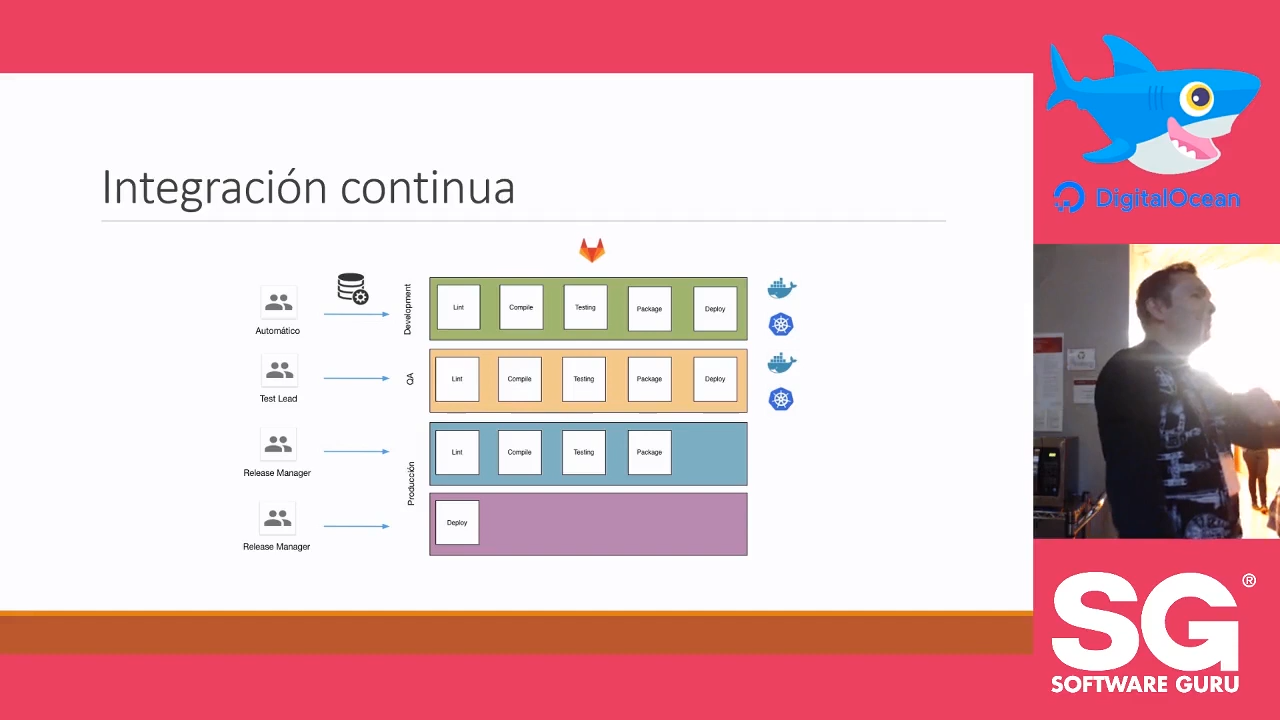 Integración continua
Automático
Development
Lint
Compile
Testing
Package
Deploy
Test Lead
QA
Lint
Compile
Testing
Package
Deploy
Release Manager
Producción
Lint
Compile
Testing
Package
Release Manager
Deploy
DigitalOcean
SG®
SOFTWARE GURU